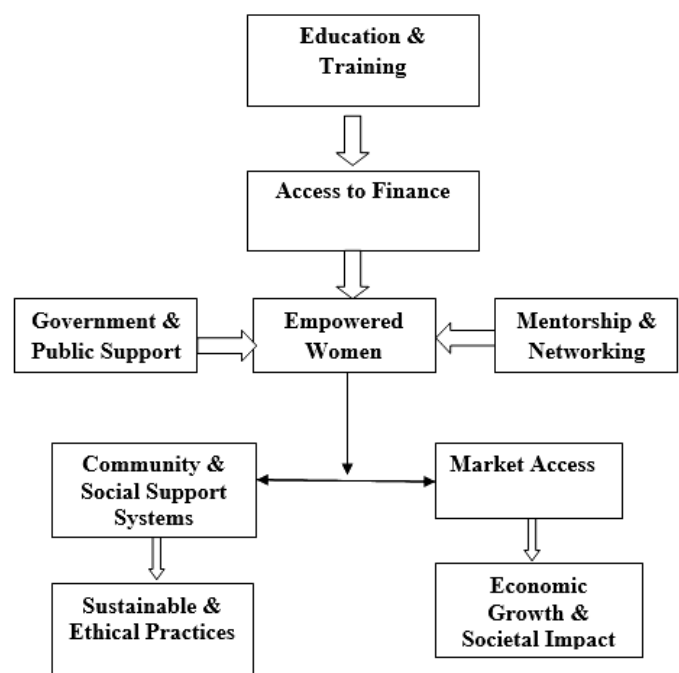 Education &
Training
Access to Finance
Government &
Public Support
Empowered
Women
Mentorship &
Networking
Community &
Social Support
Systems
Market Access
Sustainable &
Ethical Practices
Economic
Growth &
Societal Impact